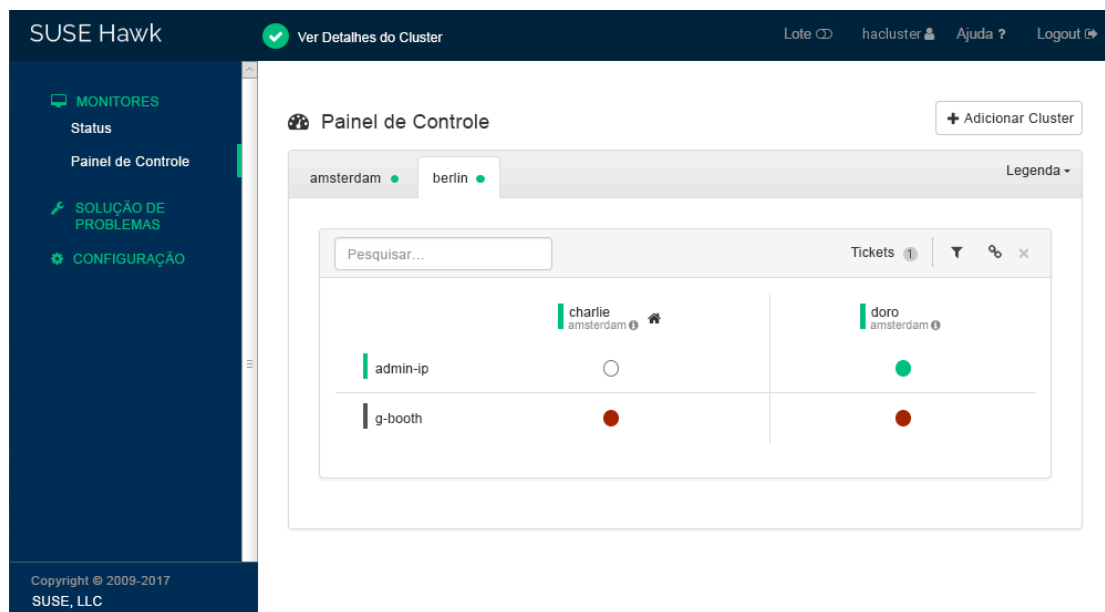 SUSE Hawk
Ver Detalhes do Cluster
Lote
hacluster
Ajuda ?
Logout
MONITORES
Status
Painel de Controle
SOLUÇÃO DE
PROBLEMAS
CONFIGURAÇÃO
Painel de Controle
+ Adicionar Cluster
amsterdam
berlin
Legenda
Pesquisar...
Tickets 1
charlie
amsterdam
doro
amsterdam
admin-ip
g-booth
Copyright © 2009-2017
SUSE, LLC